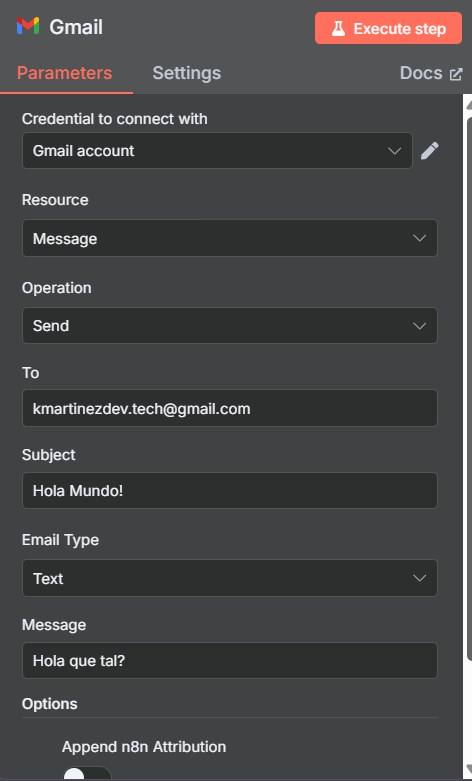 Gmail
Execute step
Parameters Settings Docs
Credential to connect with
Gmail account
Resource
Message
Operation
Send
To
kmartinezdev.tech@gmail.com
Subject
Hola Mundo!
Email Type
Text
Message
Hola que tal?
Options
Append n8n Attribution